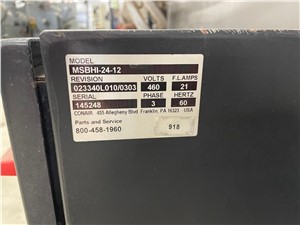 MODEL
MSBHI-24-12
REVISION VOLTS F.L.AMPS
023340L010/0303 460 21
SERIAL PHASE HERTZ
145248 3 60
CONAIR 455 Allegheny Blvd Franklin, PA 16323 USA
Parts and Service
800-458-1960
918